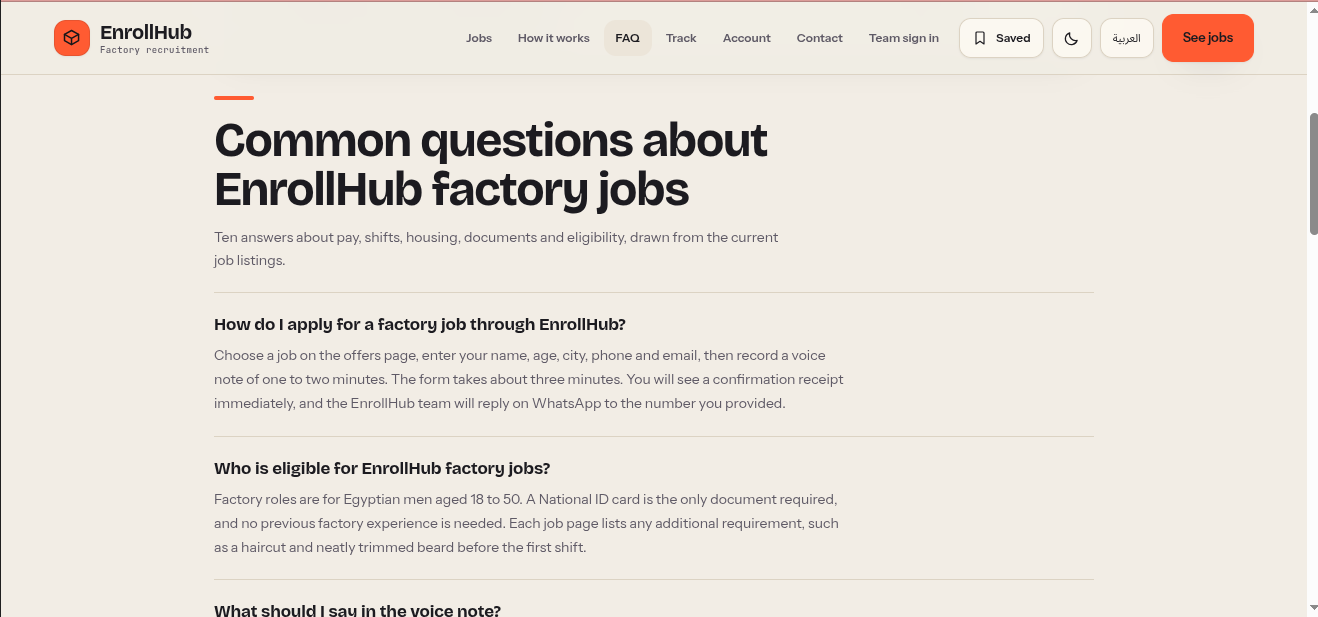 EnrollHub
Factory recruitment
Jobs
How it works
FAQ
Track
Account
Contact
Team sign in
Saved
العربية
See jobs
Common questions about
EnrollHub factory jobs
Ten answers about pay, shifts, housing, documents and eligibility, drawn from the current
job listings.
How do I apply for a factory job through EnrollHub?
Choose a job on the offers page, enter your name, age, city, phone and email, then record a voice
note of one to two minutes. The form takes about three minutes. You will see a confirmation receipt
immediately, and the EnrollHub team will reply on WhatsApp to the number you provided.
Who is eligible for EnrollHub factory jobs?
Factory roles are for Egyptian men aged 18 to 50. A National ID card is the only document required,
and no previous factory experience is needed. Each job page lists any additional requirement, such
as a haircut and neatly trimmed beard before the first shift.
What should I say in the voice note?